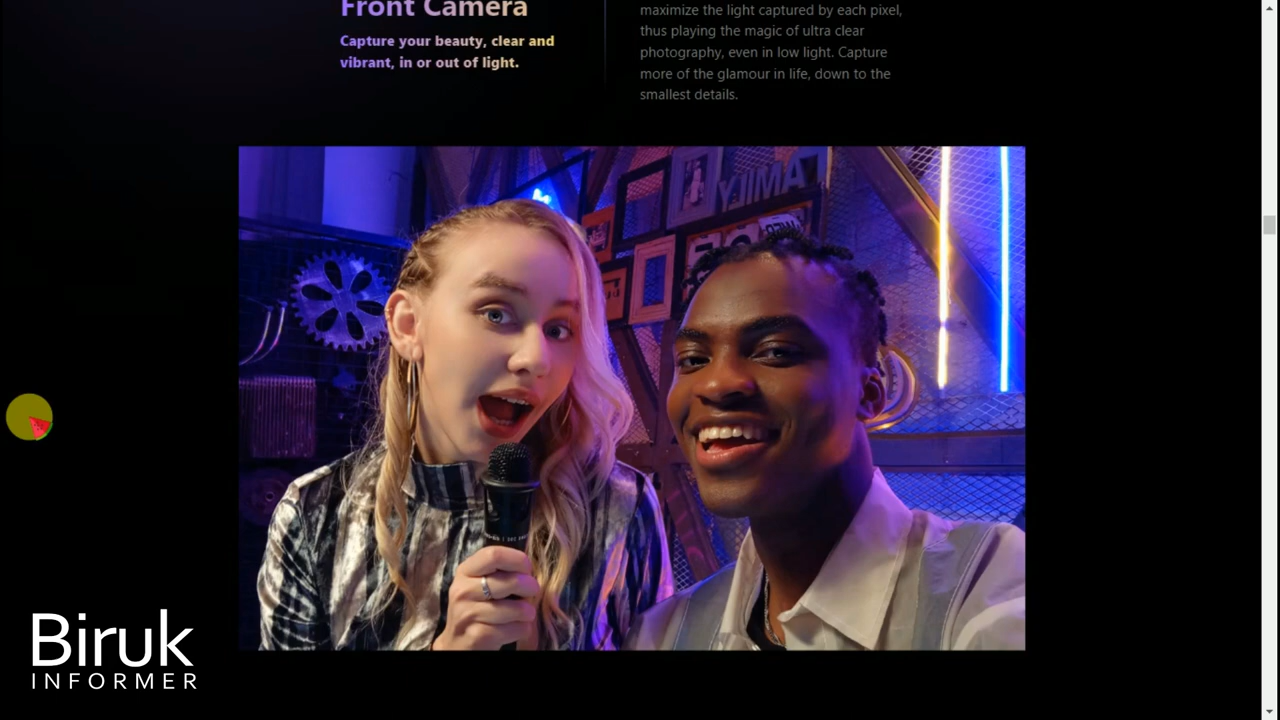 Front Camera
Capture your beauty, clear and
vibrant, in or out of light.
maximize the light captured by each pixel,
thus playing the magic of ultra clear
photography, even in low light. Capture
more of the glamour in life, down to the
smallest details.
Biruk
INFORMER